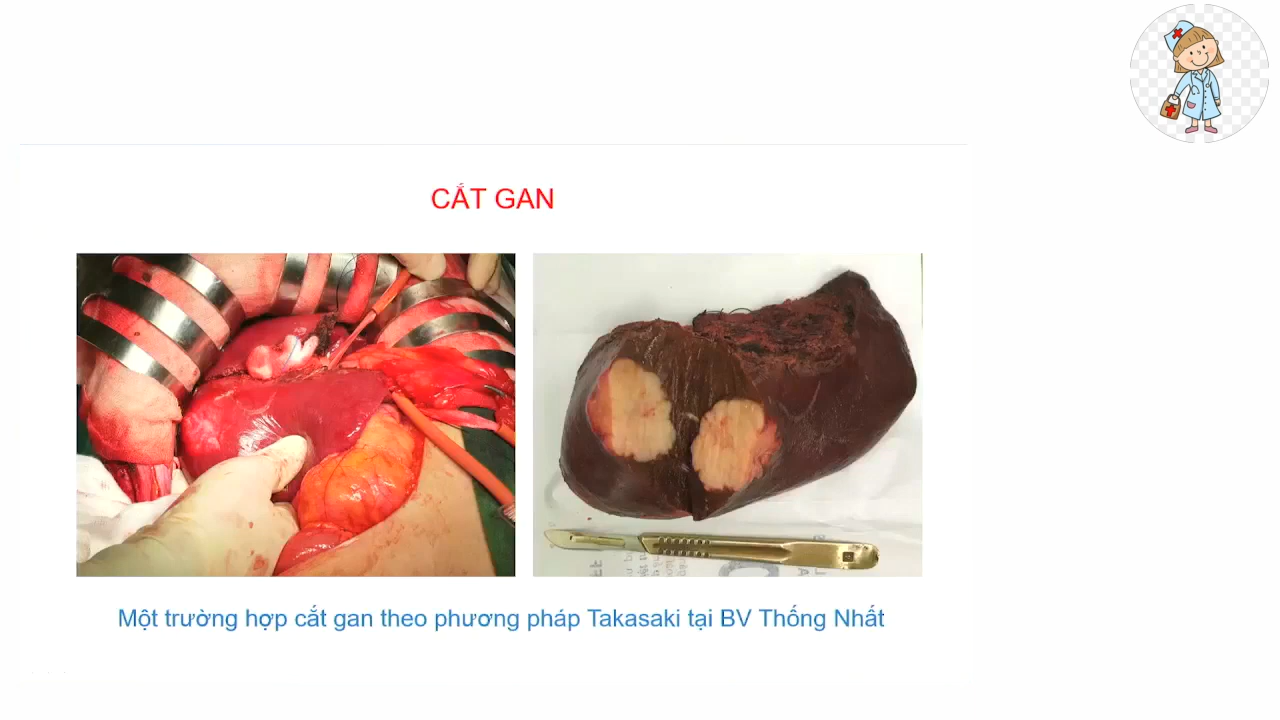 CẮT GAN
Một trường hợp cắt gan theo phương pháp Takasaki tại BV Thống Nhất